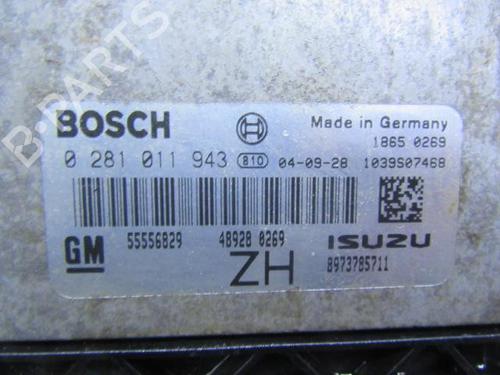 B-PARTS
BOSCH Made in Germany
1865 0269
0 281 011 943 810 04-09-28 1039S07468
GM 55556829 48928 0269 ISUZU
ZH 8973785711